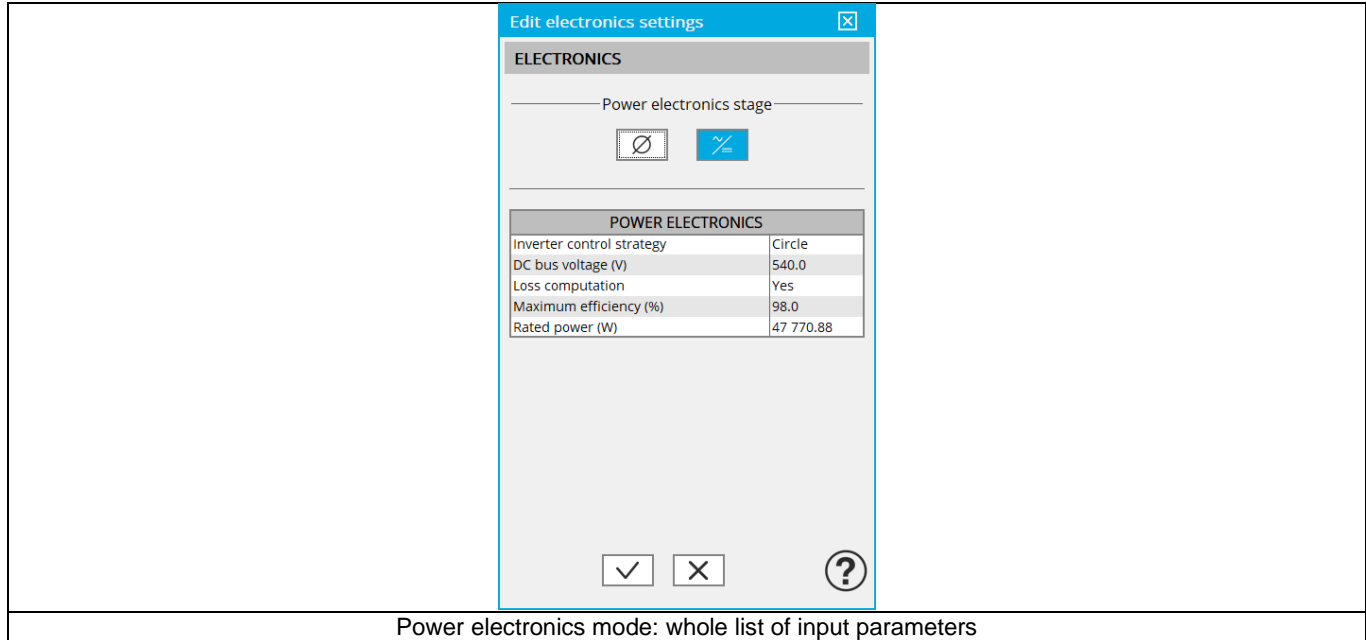 Edit electronics settings
ELECTRONICS
Power electronics stage
POWER ELECTRONICS
Inverter control strategy Circle
DC bus voltage (V) 540.0
Loss computation Yes
Maximum efficiency (%) 98.0
Rated power (W) 47 770.88
?
Power electronics mode: whole list of input parameters